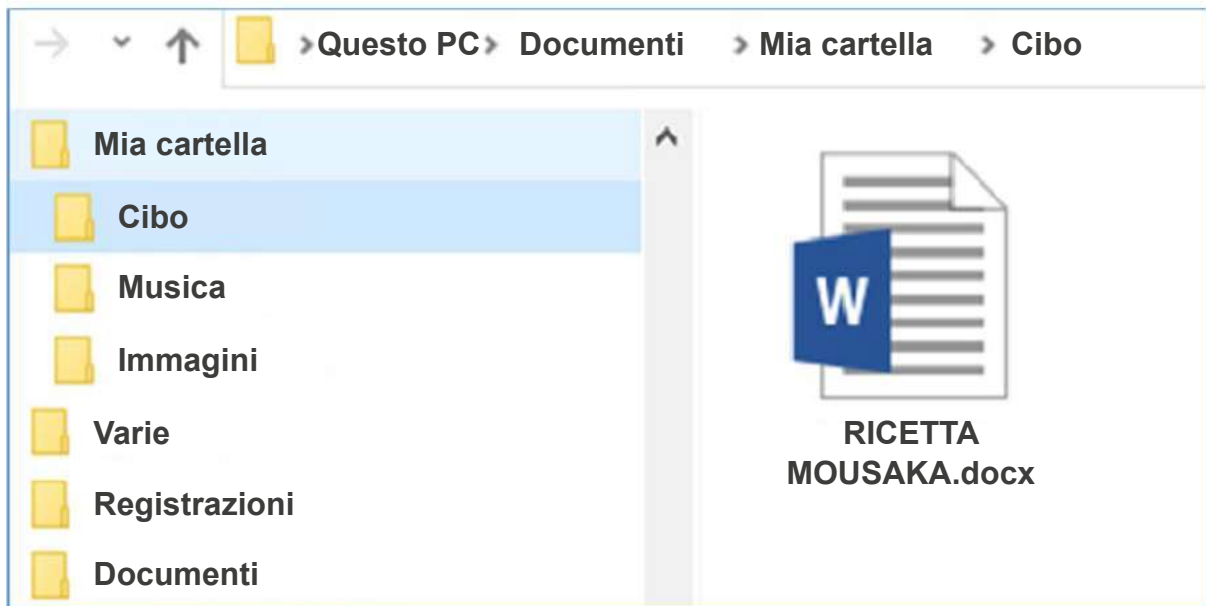 >Questo PC> Documenti > Mia cartella > Cibo
Mia cartella
Cibo
Musica
Immagini
Varie
Registrazioni
Documenti
W
RICETTA
MOUSAKA.docx